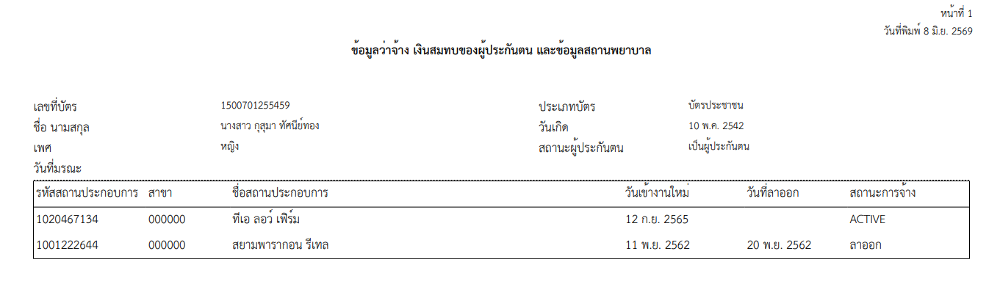 หน้าที่ 1
วันที่พิมพ์ 8 มิ.ย. 2569
ข้อมูลว่าจ้าง เงินสมทบของผู้ประกันตน และข้อมูลสถานพยาบาล
เลขที่บัตร 1500701255459 ประเภทบัตร บัตรประชาชน
ชื่อ นามสกุล นางสาว กุสุมา ทัศนีย์ทอง วันเกิด 10 พ.ค. 2542
เพศ หญิง สถานะผู้ประกันตน เป็นผู้ประกันตน
วันที่มรณะ
รหัสสถานประกอบการ สาขา ชื่อสถานประกอบการ วันเข้างานใหม่ วันที่ลาออก สถานะการจ้าง
1020467134 000000 ทีเอ ลอว์ เฟิร์ม 12 ก.ย. 2565 ACTIVE
1001222644 000000 สยามพารากอน รีเทล 11 พ.ย. 2562 20 พ.ย. 2562 ลาออก